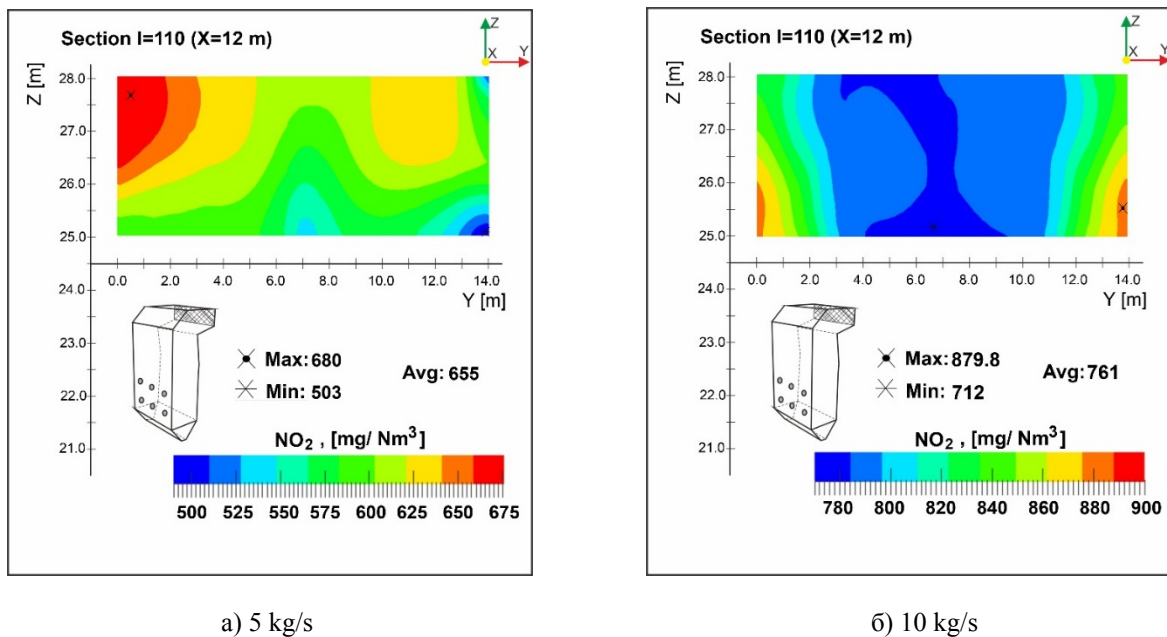 Section I=110 (X=12 m)
Z
X
Y
Z [m]
28.0
27.0
26.0
25.0
24.0
23.0
22.0
21.0
0.0 2.0 4.0 6.0 8.0 10.0 12.0 14.0
Y [m]
Max: 680
Min: 503
Avg: 655
NO₂ , [mg/ Nm³]
500 525 550 575 600 625 650 675
а) 5 kg/s
Section I=110 (X=12 m)
Z
X
Y
Z [m]
28.0
27.0
26.0
25.0
24.0
23.0
22.0
21.0
0.0 2.0 4.0 6.0 8.0 10.0 12.0 14.0
Y [m]
Max: 879.8
Min: 712
Avg: 761
NO₂ , [mg/ Nm³]
780 800 820 840 860 880 900
б) 10 kg/s